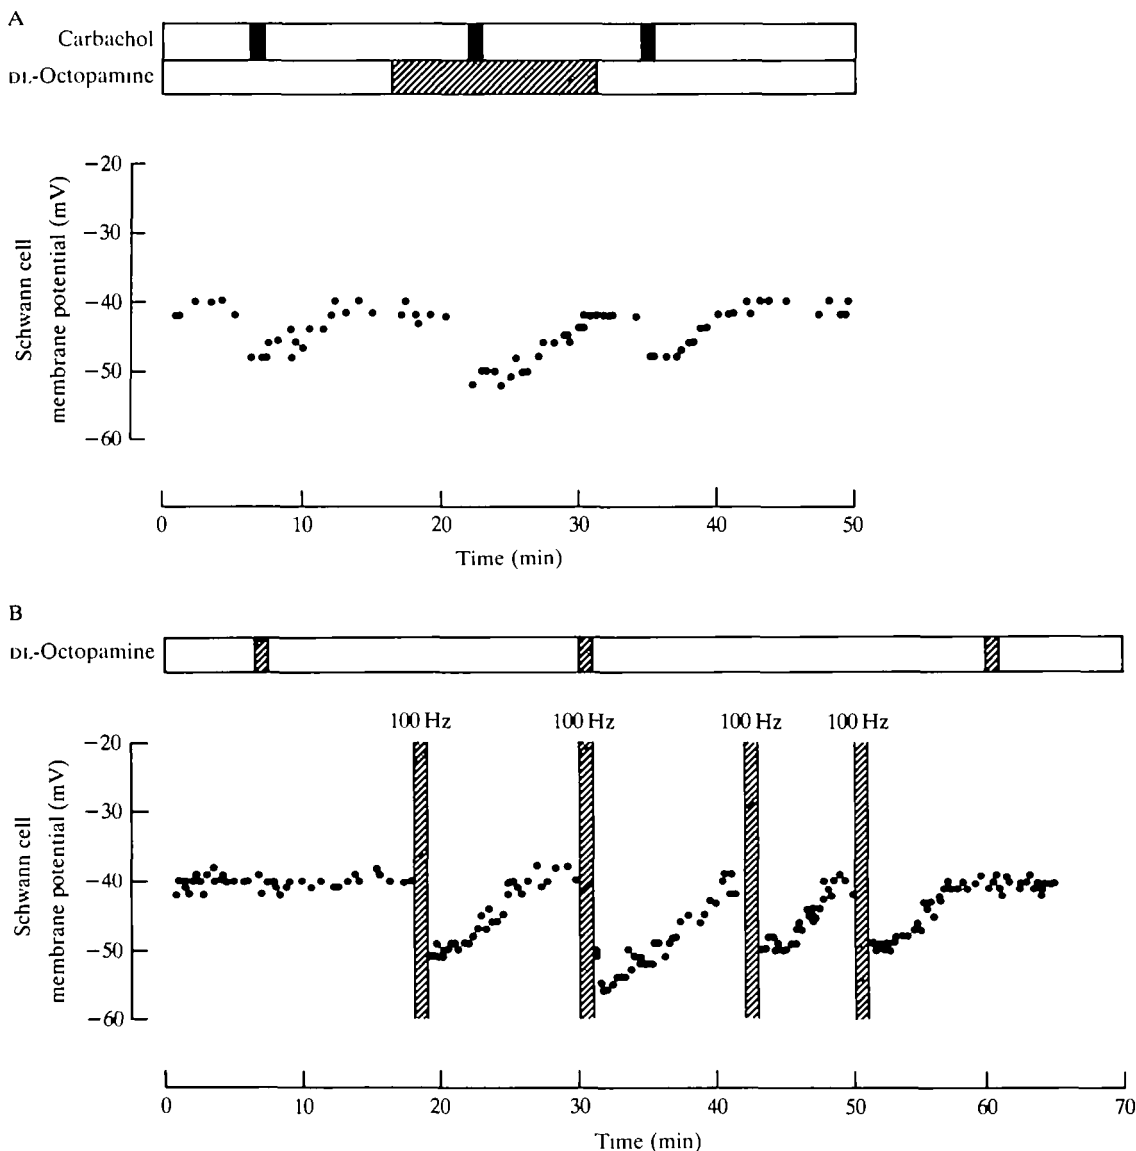 A
Carbachol
DL-Octopamine
−20
−30
−40
−50
−60
Schwann cell
membrane potential (mV)
0 10 20 30 40 50
Time (min)
B
DL-Octopamine
100 Hz 100 Hz 100 Hz 100 Hz
−20
−30
−40
−50
−60
Schwann cell
membrane potential (mV)
0 10 20 30 40 50 60 70
Time (min)